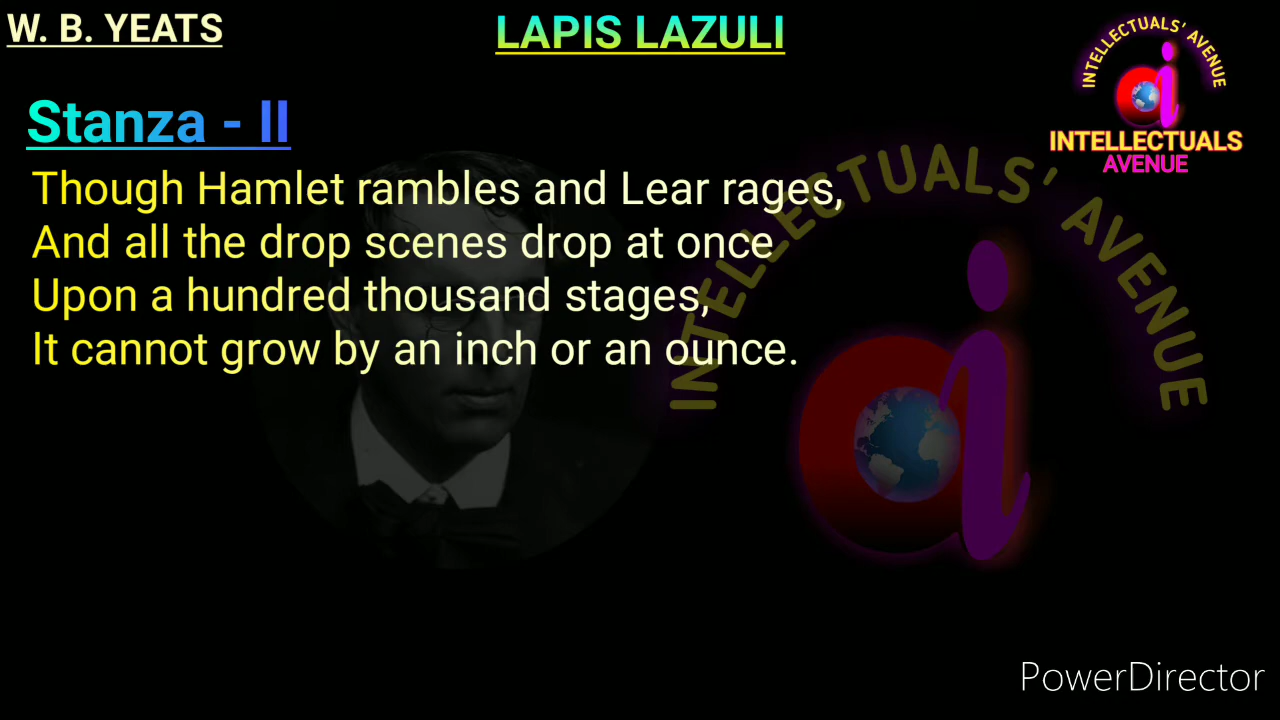 W. B. YEATS
LAPIS LAZULI
INTELLECTUALS' AVENUE
INTELLECTUALS
AVENUE
Stanza - II
Though Hamlet rambles and Lear rages,
And all the drop scenes drop at once
Upon a hundred thousand stages,
It cannot grow by an inch or an ounce.
INTELLECTUALS' AVENUE
PowerDirector